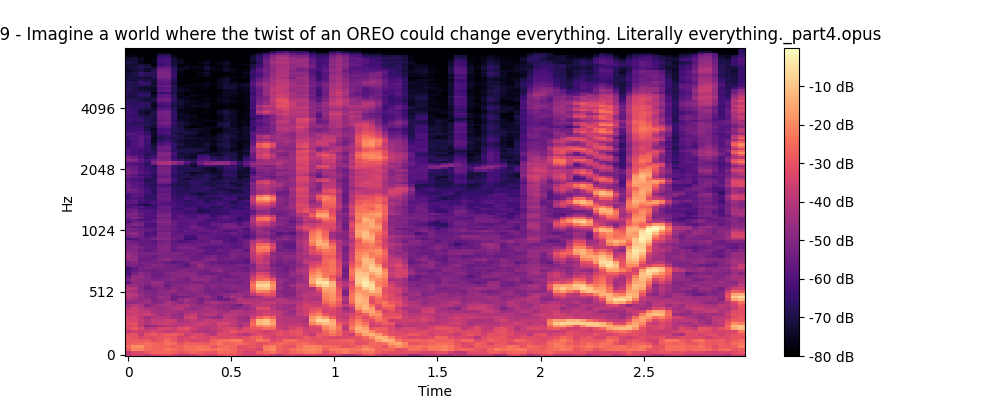 9 - Imagine a world where the twist of an OREO could change everything. Literally everything._part4.opus
4096
2048
1024
512
0
Hz
0
0.5
1
1.5
2
2.5
Time
-10 dB
-20 dB
-30 dB
-40 dB
-50 dB
-60 dB
-70 dB
-80 dB